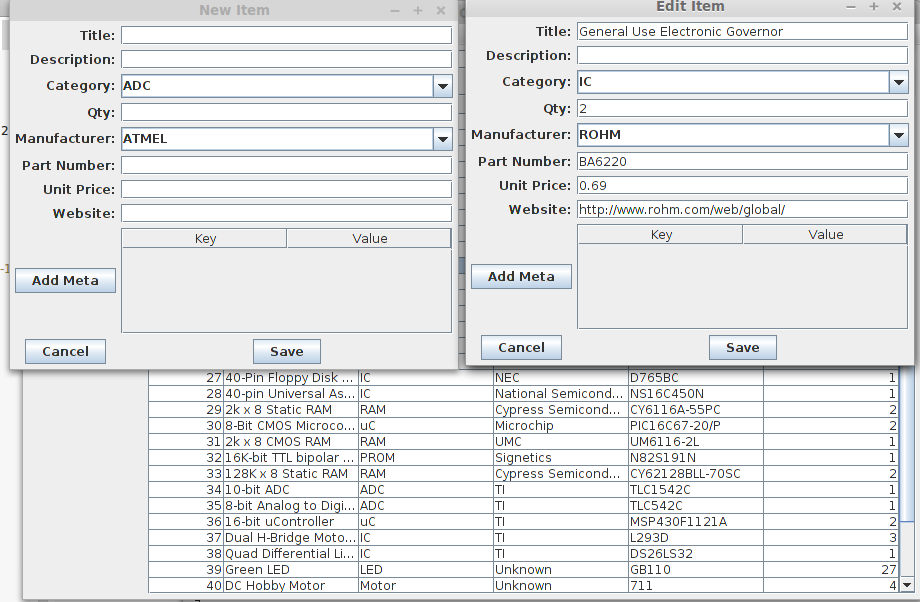 New Item
Title:
Description:
Category: ADC
Qty:
Manufacturer: ATMEL
Part Number:
Unit Price:
Website:
Key Value
Add Meta
Cancel Save
Edit Item
Title: General Use Electronic Governor
Description:
Category: IC
Qty: 2
Manufacturer: ROHM
Part Number: BA6220
Unit Price: 0.69
Website: http://www.rohm.com/web/global/
Key Value
Add Meta
Cancel Save
2
-1
27 40-Pin Floppy Disk ... IC NEC D765BC 1
28 40-pin Universal As... IC National Semicond... NS16C450N 1
29 2k x 8 Static RAM RAM Cypress Semicond... CY6116A-55PC 2
30 8-Bit CMOS Microco... uC Microchip PIC16C67-20/P 2
31 2k x 8 CMOS RAM RAM UMC UM6116-2L 1
32 16K-bit TTL bipolar ... PROM Signetics N82S191N 1
33 128K x 8 Static RAM RAM Cypress Semicond... CY62128BLL-70SC 2
34 10-bit ADC ADC TI TLC1542C 1
35 8-bit Analog to Digi... ADC TI TLC542C 1
36 16-bit uController uC TI MSP430F1121A 2
37 Dual H-Bridge Moto... IC TI L293D 3
38 Quad Differential Li... IC TI DS26LS32 1
39 Green LED LED Unknown GB110 27
40 DC Hobby Motor Motor Unknown 711 4